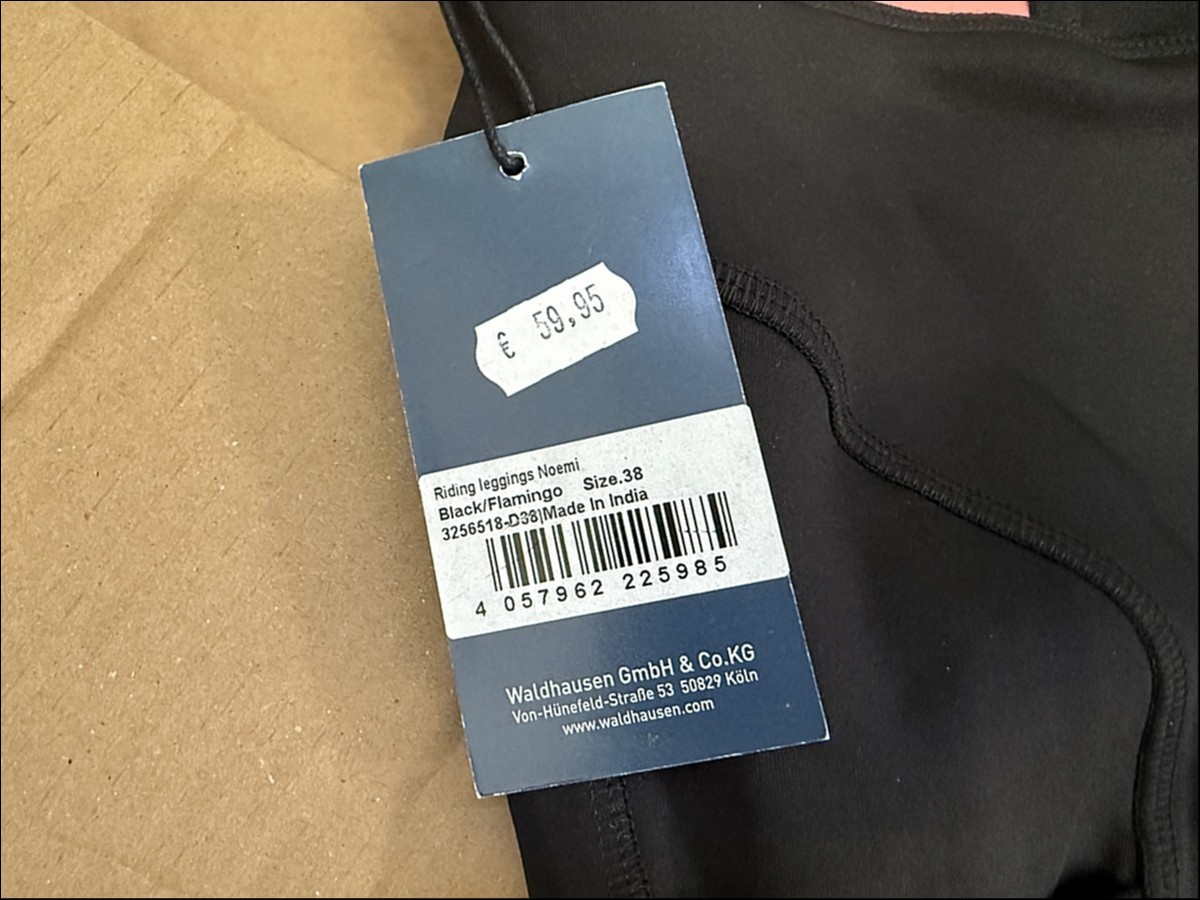 € 59,95
Riding leggings Noemi
Black/Flamingo Size.38
3256518-D38|Made In India
4 057962 225985
Waldhausen GmbH & Co.KG
Von-Hünefeld-Straße 53 50829 Köln
www.waldhausen.com